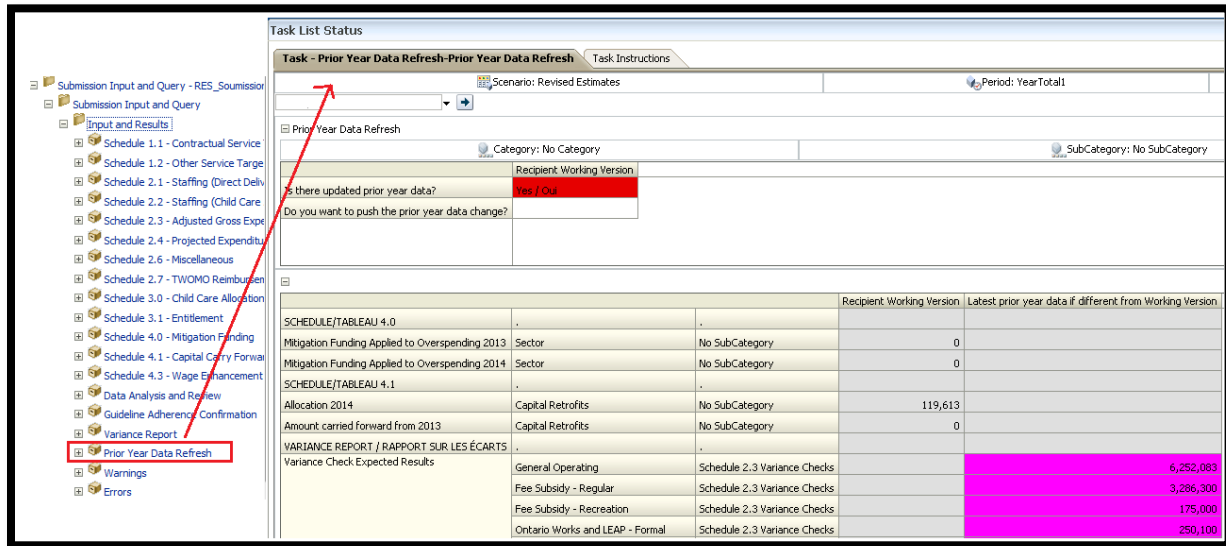 Task List Status
Task - Prior Year Data Refresh-Prior Year Data Refresh Task Instructions
Scenario: Revised Estimates Period: YearTotal1
Submission Input and Query - RES_Soumission
Submission Input and Query
Input and Results
Schedule 1.1 - Contractual Service
Schedule 1.2 - Other Service Targe
Schedule 2.1 - Staffing (Direct Deliv
Schedule 2.2 - Staffing (Child Care
Schedule 2.3 - Adjusted Gross Expe
Schedule 2.4 - Projected Expenditu
Schedule 2.6 - Miscellaneous
Schedule 2.7 - TWOMO Reimbursem
Schedule 3.0 - Child Care Allocation
Schedule 3.1 - Entitlement
Schedule 4.0 - Mitigation Funding
Schedule 4.1 - Capital Carry Forwar
Schedule 4.3 - Wage Enhancement
Data Analysis and Review
Guideline Adherence Confirmation
Variance Report
Prior Year Data Refresh
Warnings
Errors
Prior Year Data Refresh
Category: No Category SubCategory: No SubCategory
Recipient Working Version
Is there updated prior year data? Yes / Oui
Do you want to push the prior year data change?
Recipient Working Version Latest prior year data if different from Working Version
SCHEDULE/TABLEAU 4.0 . .
Mitigation Funding Applied to Overspending 2013 Sector No SubCategory 0
Mitigation Funding Applied to Overspending 2014 Sector No SubCategory 0
SCHEDULE/TABLEAU 4.1 . .
Allocation 2014 Capital Retrofits No SubCategory 119,613
Amount carried forward from 2013 Capital Retrofits No SubCategory 0
VARIANCE REPORT / RAPPORT SUR LES ÉCARTS . .
Variance Check Expected Results General Operating Schedule 2.3 Variance Checks 6,252,083
Fee Subsidy - Regular Schedule 2.3 Variance Checks 3,286,300
Fee Subsidy - Recreation Schedule 2.3 Variance Checks 175,000
Ontario Works and LEAP - Formal Schedule 2.3 Variance Checks 250,100